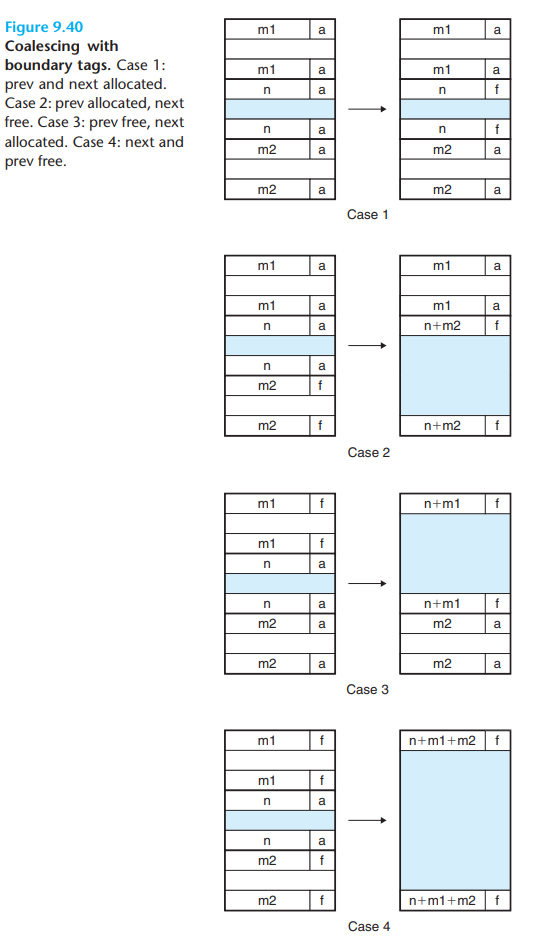 Figure 9.40
Coalescing with
boundary tags. Case 1:
prev and next allocated.
Case 2: prev allocated, next
free. Case 3: prev free, next
allocated. Case 4: next and
prev free.
m1 a m1 a
m1 a m1 a
n a n f
n a n f
m2 a m2 a
m2 a m2 a
Case 1
m1 a m1 a
m1 a m1 a
n a n+m2 f
n a
m2 f
m2 f n+m2 f
Case 2
m1 f n+m1 f
m1 f
n a
n a n+m1 f
m2 a m2 a
m2 a m2 a
Case 3
m1 f n+m1+m2 f
m1 f
n a
n a
m2 f
m2 f n+m1+m2 f
Case 4